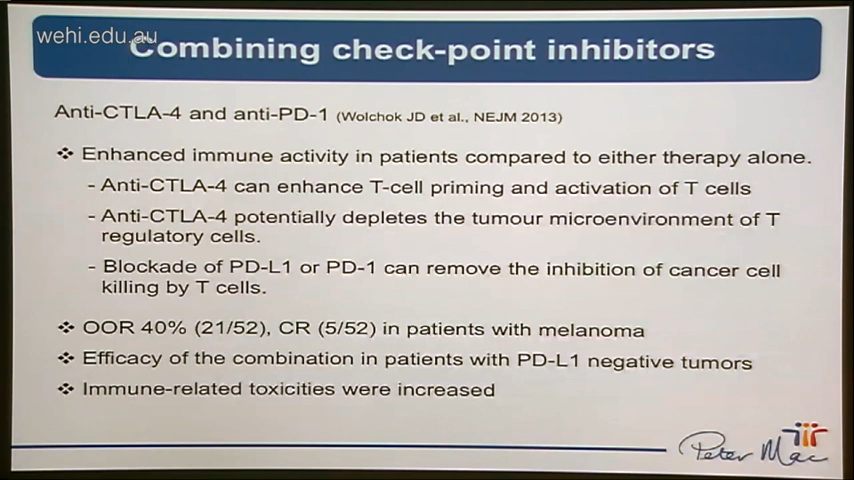 wehi.edu.au
Combining check-point inhibitors
Anti-CTLA-4 and anti-PD-1 (Wolchok JD et al., NEJM 2013)
❖ Enhanced immune activity in patients compared to either therapy alone.
- Anti-CTLA-4 can enhance T-cell priming and activation of T cells
- Anti-CTLA-4 potentially depletes the tumour microenvironment of T
regulatory cells.
- Blockade of PD-L1 or PD-1 can remove the inhibition of cancer cell
killing by T cells.
❖ OOR 40% (21/52), CR (5/52) in patients with melanoma
❖ Efficacy of the combination in patients with PD-L1 negative tumors
❖ Immune-related toxicities were increased
Peter Mac